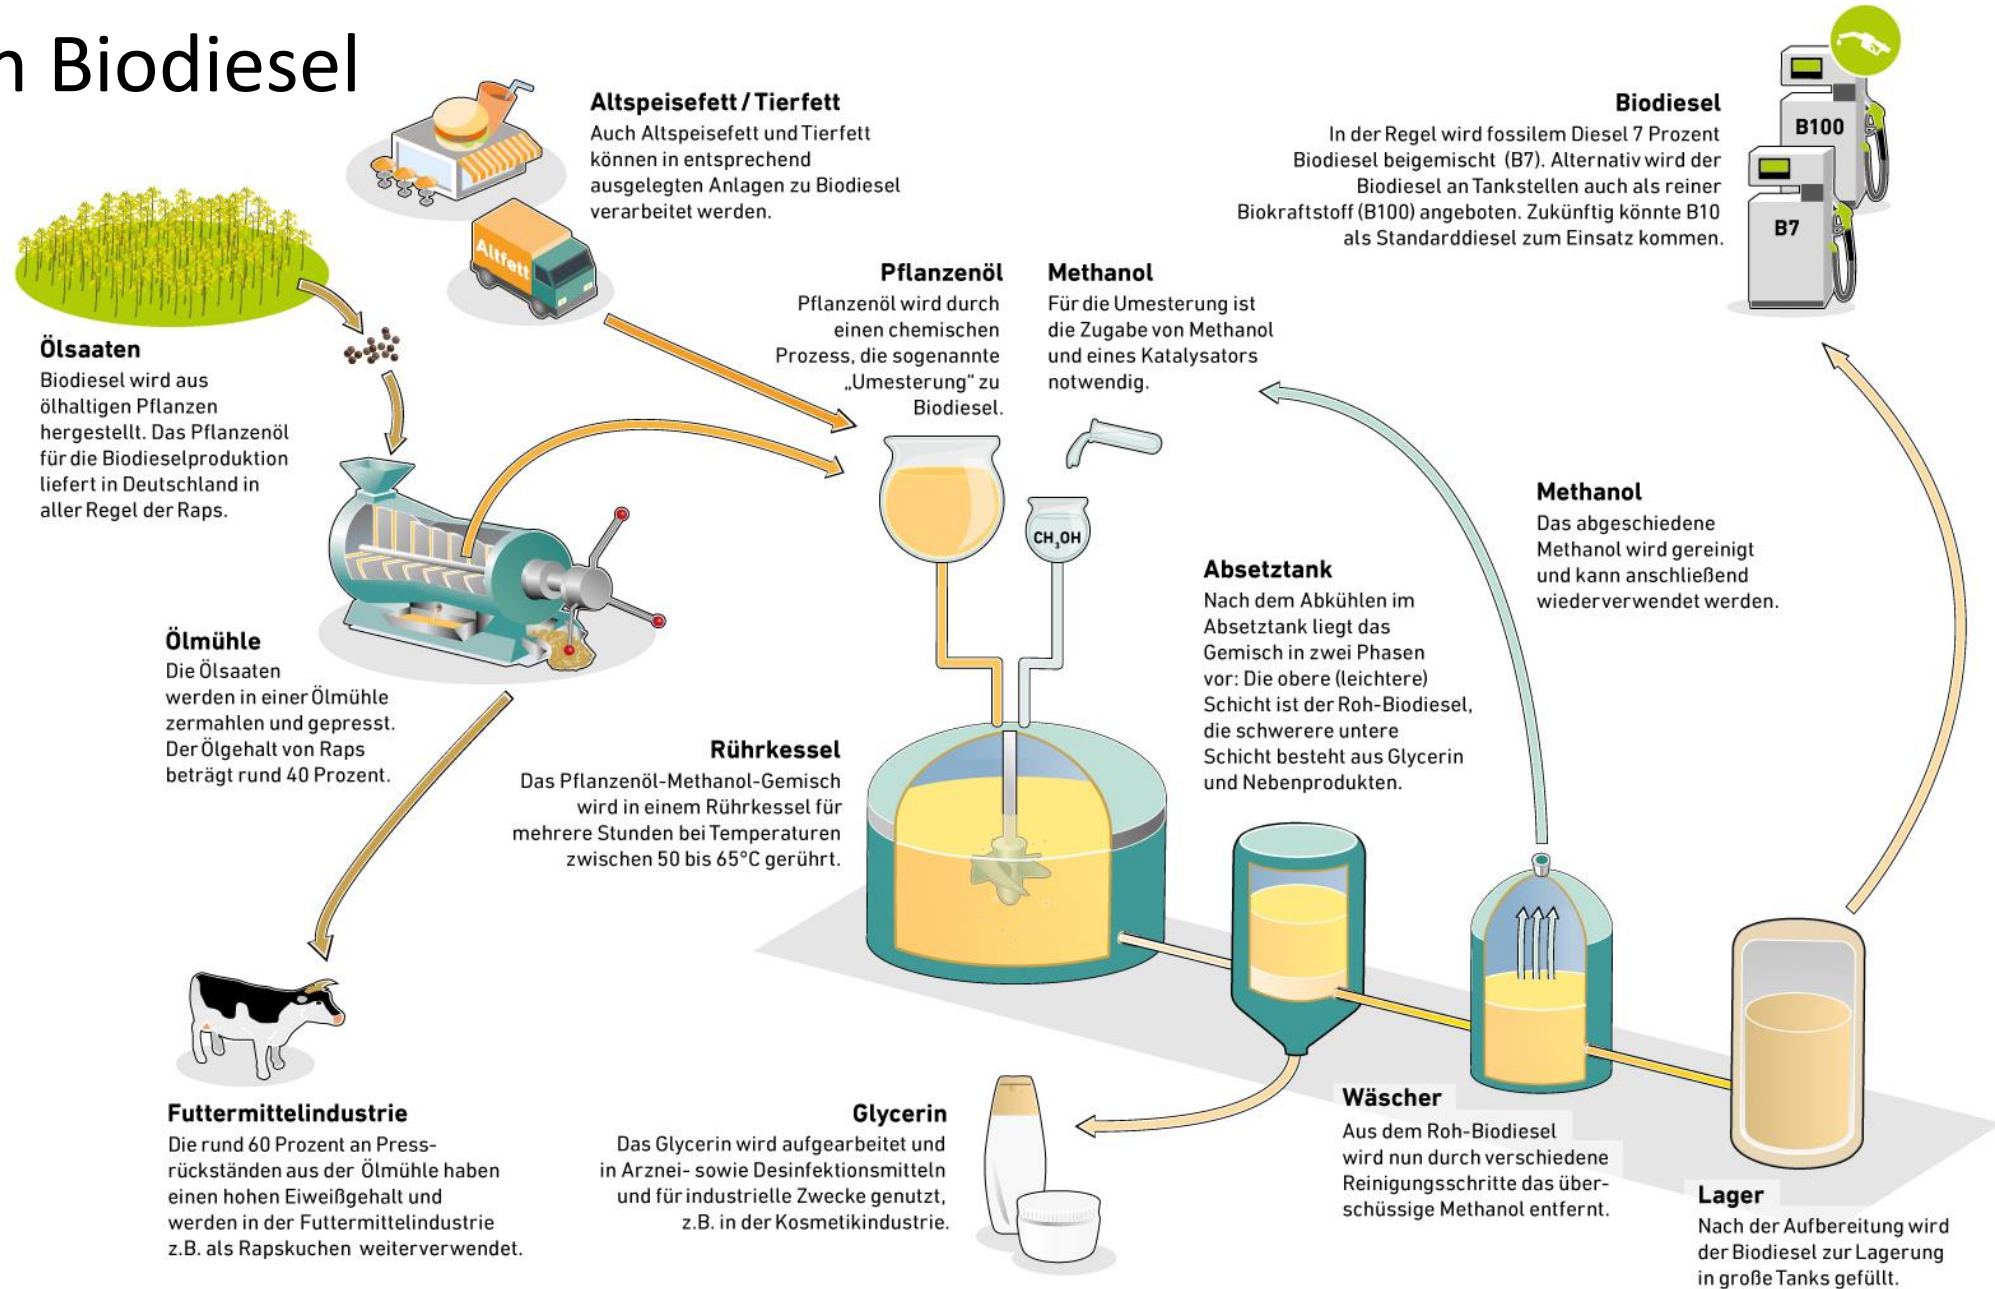 n Biodiesel
Altspeisefett / Tierfett
Auch Altspeisefett und Tierfett
können in entsprechend
ausgelegten Anlagen zu Biodiesel
verarbeitet werden.
Altfett
Biodiesel
In der Regel wird fossilem Diesel 7 Prozent
Biodiesel beigemischt (B7). Alternativ wird der
Biodiesel an Tankstellen auch als reiner
Biokraftstoff (B100) angeboten. Zukünftig könnte B10
als Standarddiesel zum Einsatz kommen.
B100
B7
Ölsaaten
Biodiesel wird aus
ölhaltigen Pflanzen
hergestellt. Das Pflanzenöl
für die Biodieselproduktion
liefert in Deutschland in
aller Regel der Raps.
Pflanzenöl
Pflanzenöl wird durch
einen chemischen
Prozess, die sogenannte
„Umesterung“ zu
Biodiesel.
Methanol
Für die Umesterung ist
die Zugabe von Methanol
und eines Katalysators
notwendig.
CH₃OH
Ölmühle
Die Ölsaaten
werden in einer Ölmühle
zermahlen und gepresst.
Der Ölgehalt von Raps
beträgt rund 40 Prozent.
Rührkessel
Das Pflanzenöl-Methanol-Gemisch
wird in einem Rührkessel für
mehrere Stunden bei Temperaturen
zwischen 50 bis 65°C gerührt.
Absetztank
Nach dem Abkühlen im
Absetztank liegt das
Gemisch in zwei Phasen
vor: Die obere (leichtere)
Schicht ist der Roh-Biodiesel,
die schwerere untere
Schicht besteht aus Glycerin
und Nebenprodukten.
Methanol
Das abgeschiedene
Methanol wird gereinigt
und kann anschließend
wiederverwendet werden.
Futtermittelindustrie
Die rund 60 Prozent an Press-
rückständen aus der Ölmühle haben
einen hohen Eiweißgehalt und
werden in der Futtermittelindustrie
z.B. als Rapskuchen weiterverwendet.
Glycerin
Das Glycerin wird aufgearbeitet und
in Arznei- sowie Desinfektionsmitteln
und für industrielle Zwecke genutzt,
z.B. in der Kosmetikindustrie.
Wäscher
Aus dem Roh-Biodiesel
wird nun durch verschiedene
Reinigungsschritte das über-
schüssige Methanol entfernt.
Lager
Nach der Aufbereitung wird
der Biodiesel zur Lagerung
in große Tanks gefüllt.